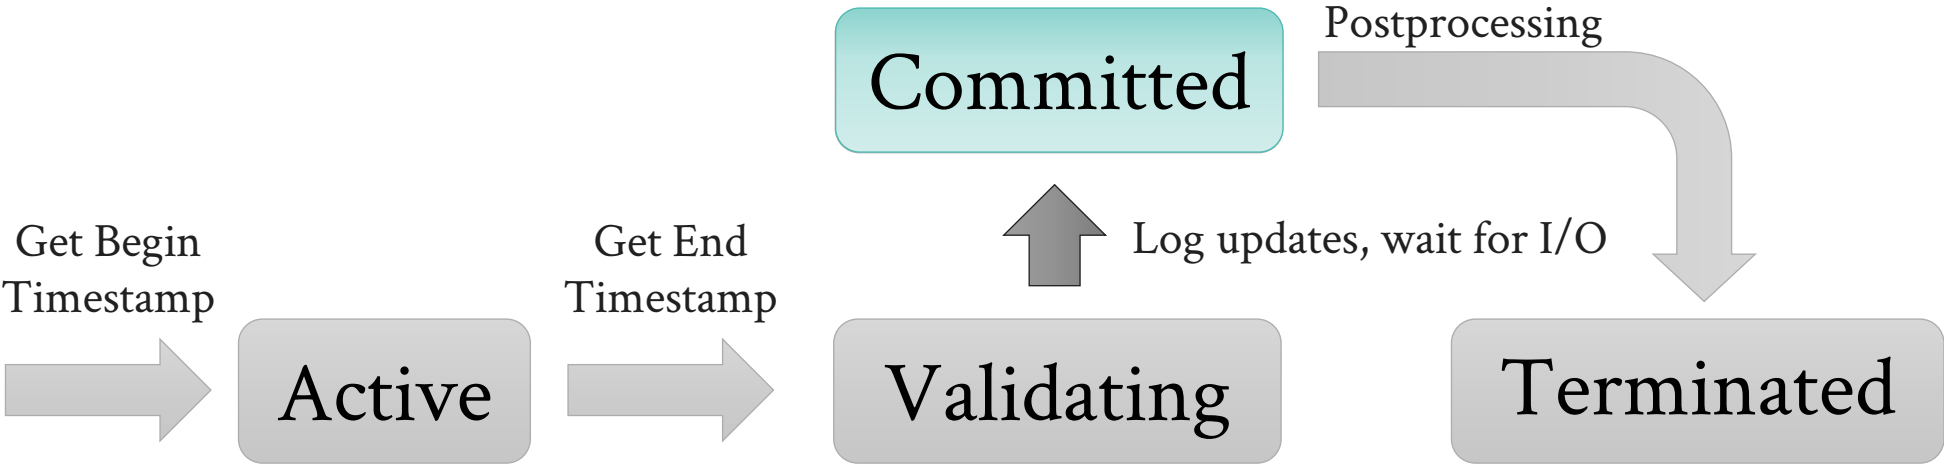 Get Begin
Timestamp
Active
Get End
Timestamp
Validating
Log updates, wait for I/O
Committed
Postprocessing
Terminated